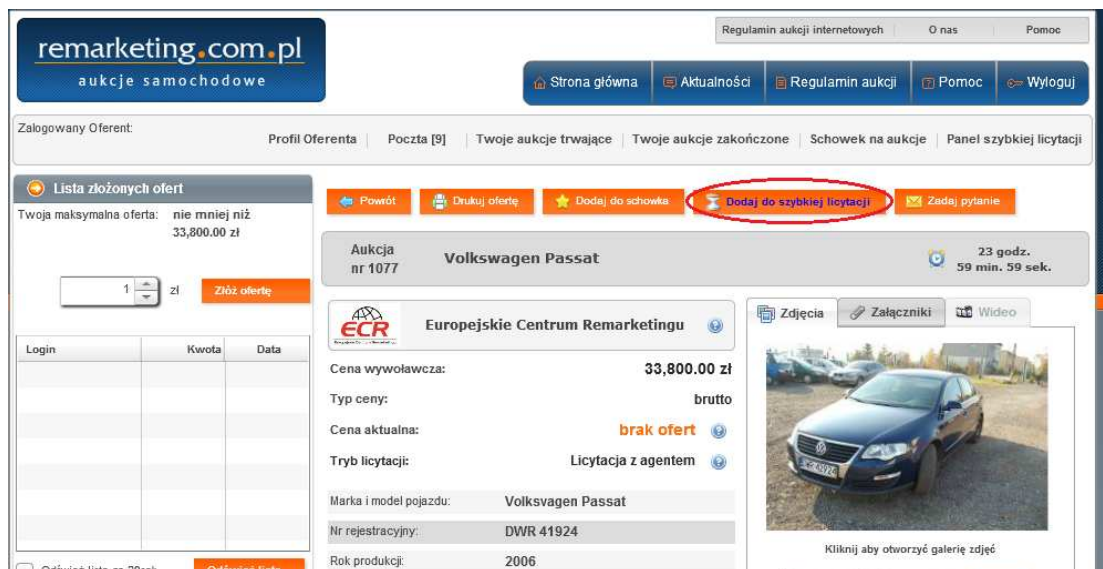 remarketing.com.pl
aukcje samochodowe
Regulamin aukcji internetowych
O nas
Pomoc
Strona główna
Aktualności
Regulamin aukcji
Pomoc
Wyloguj
Zalogowany Oferent:
Profil Oferenta
Poczta [9]
Twoje aukcje trwające
Twoje aukcje zakończone
Schowek na aukcje
Panel szybkiej licytacji
Lista złożonych ofert
Twoja maksymalna oferta: nie mniej niż
33,800.00 zł
1 zł Złóż ofertę
Login Kwota Data
Powrót
Drukuj ofertę
Dodaj do schowka
Dodaj do szybkiej licytacji
Zadaj pytanie
Aukcja
nr 1077
Volkswagen Passat
23 godz.
59 min. 59 sek.
ECR
Europejskie Centrum Remarketingu
Cena wywoławcza: 33,800.00 zł
Typ ceny: brutto
Cena aktualna: brak ofert
Tryb licytacji: Licytacja z agentem
Marka i model pojazdu: Volksvagen Passat
Nr rejestracyjny: DWR 41924
Rok produkcji: 2006
Zdjęcia
Załączniki
Wideo
DWR 41924
Kliknij aby otworzyć galerię zdjęć